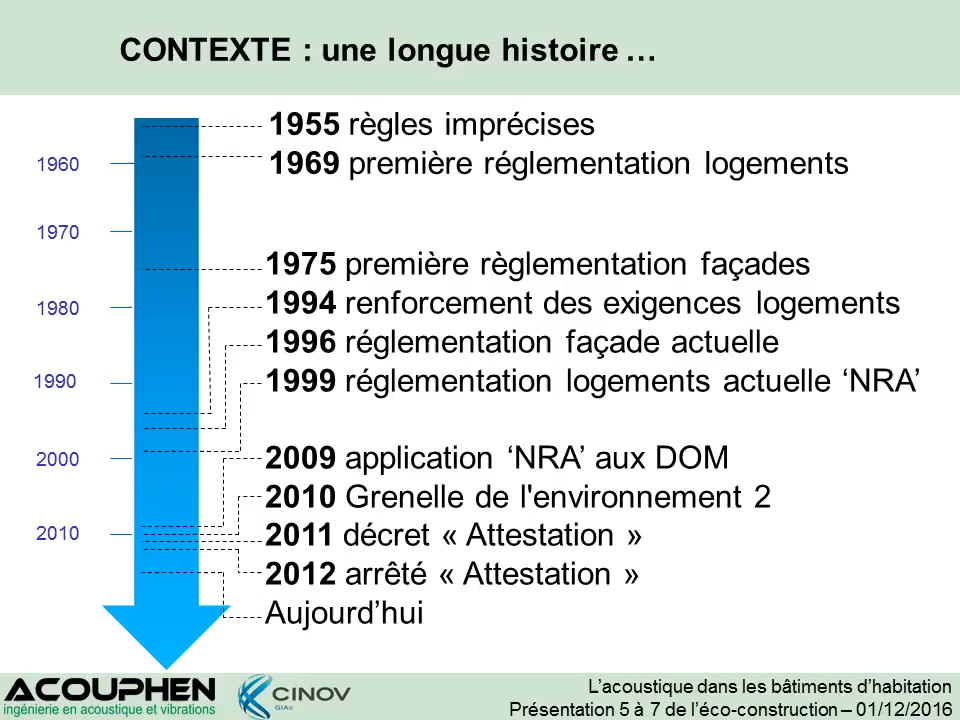 CONTEXTE : une longue histoire …
1955 règles imprécises
1960
1969 première réglementation logements
1970
1975 première règlementation façades
1980
1994 renforcement des exigences logements
1996 réglementation façade actuelle
1990
1999 réglementation logements actuelle ‘NRA’
2000
2009 application ‘NRA’ aux DOM
2010 Grenelle de l'environnement 2
2010
2011 décret « Attestation »
2012 arrêté « Attestation »
Aujourd’hui
ACOUPHEN
ingénierie en acoustique et vibrations
CINOV
GIAc
L’acoustique dans les bâtiments d’habitation
Présentation 5 à 7 de l’éco-construction – 01/12/2016